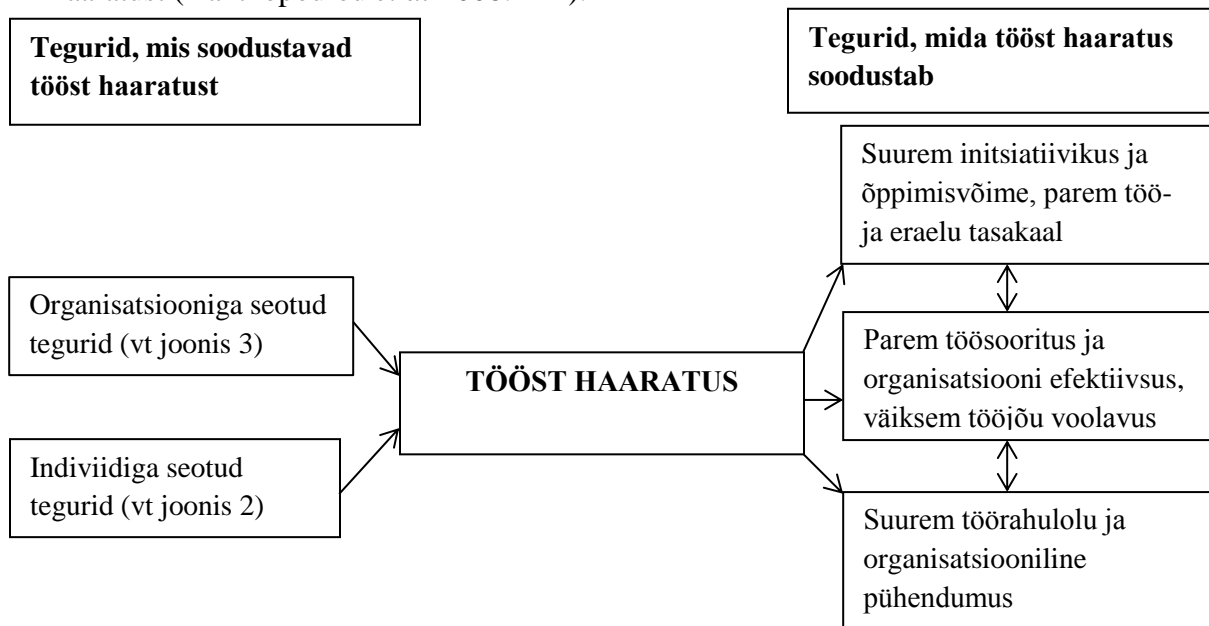 Tegurid, mis soodustavad
tööst haaratust
Tegurid, mida tööst haaratus
soodustab
Suurem initsiatiivikus ja
õppimisvõime, parem töö-
ja eraelu tasakaal
Organisatsiooniga seotud
tegurid (vt joonis 3)
TÖÖST HAARATUS
Parem töösooritus ja
organisatsiooni efektiivsus,
väiksem tööjõu voolavus
Indiviidiga seotud
tegurid (vt joonis 2)
Suurem töörahulolu ja
organisatsiooniline
pühendumus